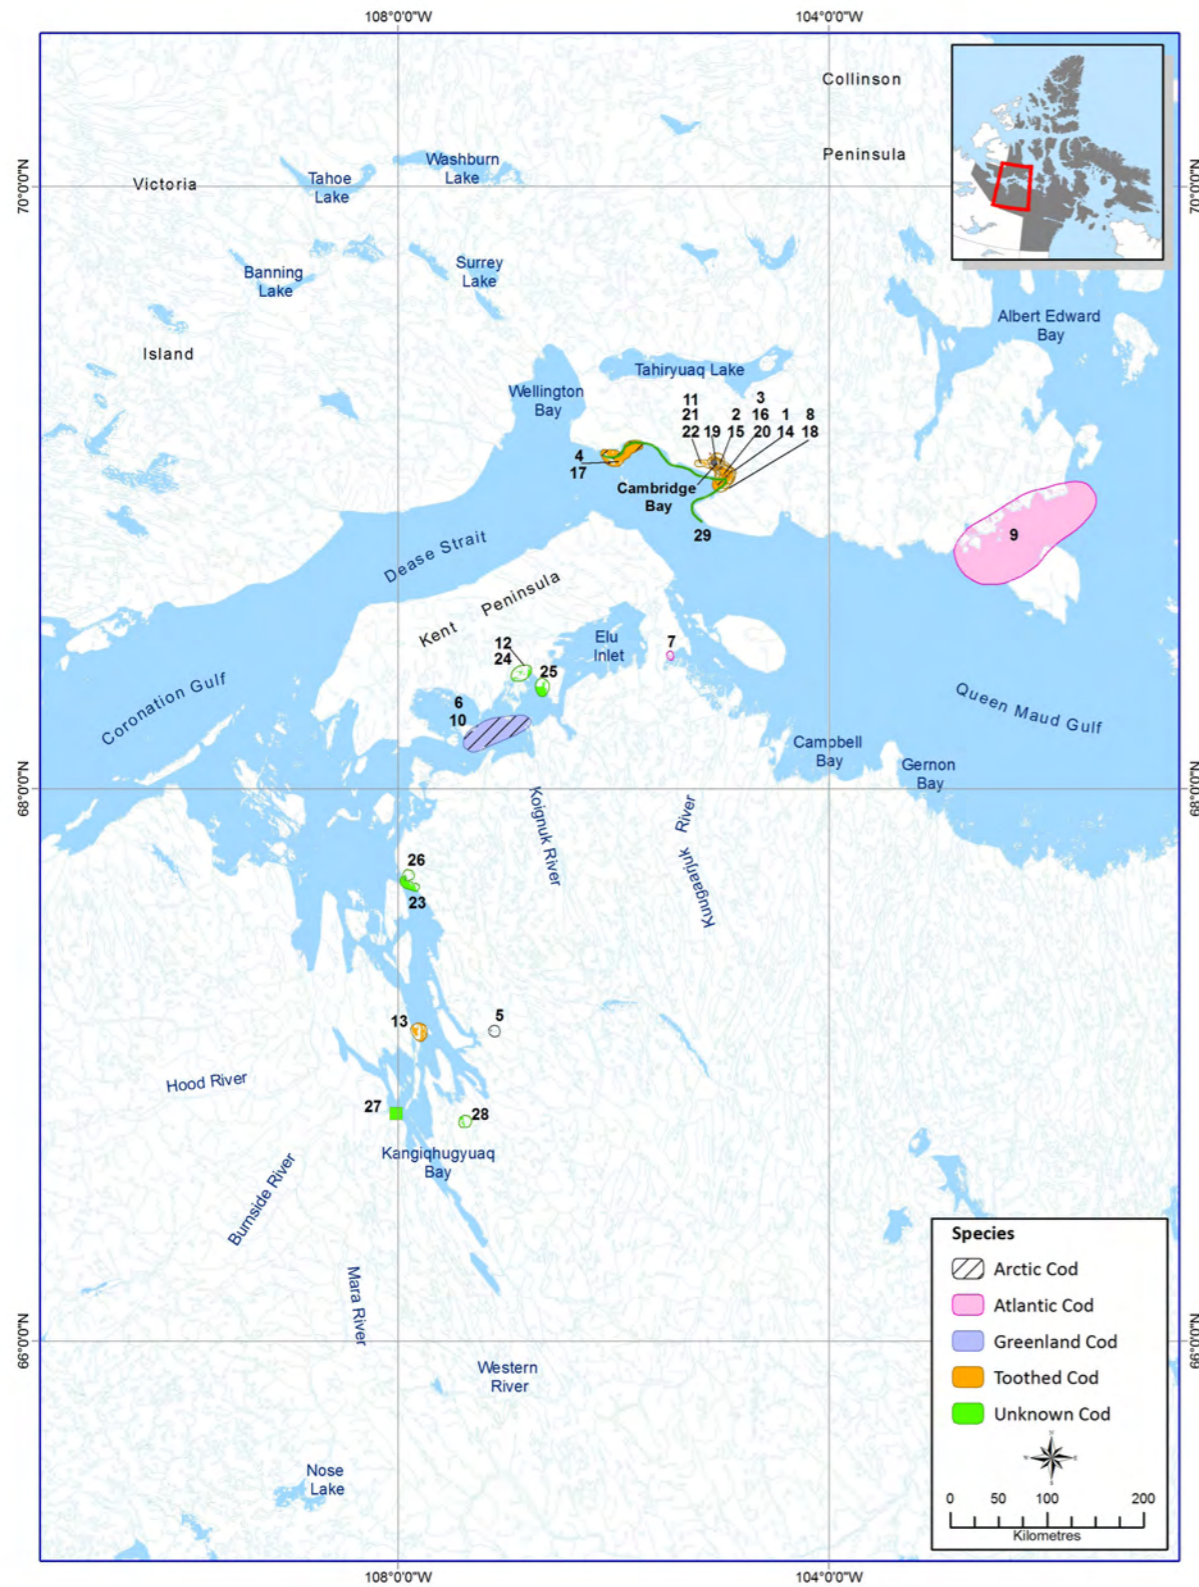 108°0'0"W
104°0'0"W
Collinson
70°0'0"N
Peninsula
70°0'0"N
Victoria
Tahoe
Lake
Washburn
Lake
Banning
Lake
Surrey
Lake
Albert Edward
Bay
Island
Tahiryuaq Lake
Wellington
Bay
11
3
21
2
16
1
8
22
19
15
20
14
18
4
17
Cambridge
Bay
29
9
Dease Strait
Kent Peninsula
Elu
Inlet
7
12
24
25
6
10
Coronation Gulf
Queen Maud Gulf
Campbell
Bay
Gernon
Bay
68°0'0"N
68°0'0"N
Koignuk River
Kuugaarjuk River
26
23
13
5
Hood River
27
28
Kangiqhugyuaq
Bay
Burnside River
Mara River
66°0'0"N
66°0'0"N
Western
River
Nose
Lake
Species
Arctic Cod
Atlantic Cod
Greenland Cod
Toothed Cod
Unknown Cod
0 50 100 200
Kilometres
108°0'0"W
104°0'0"W